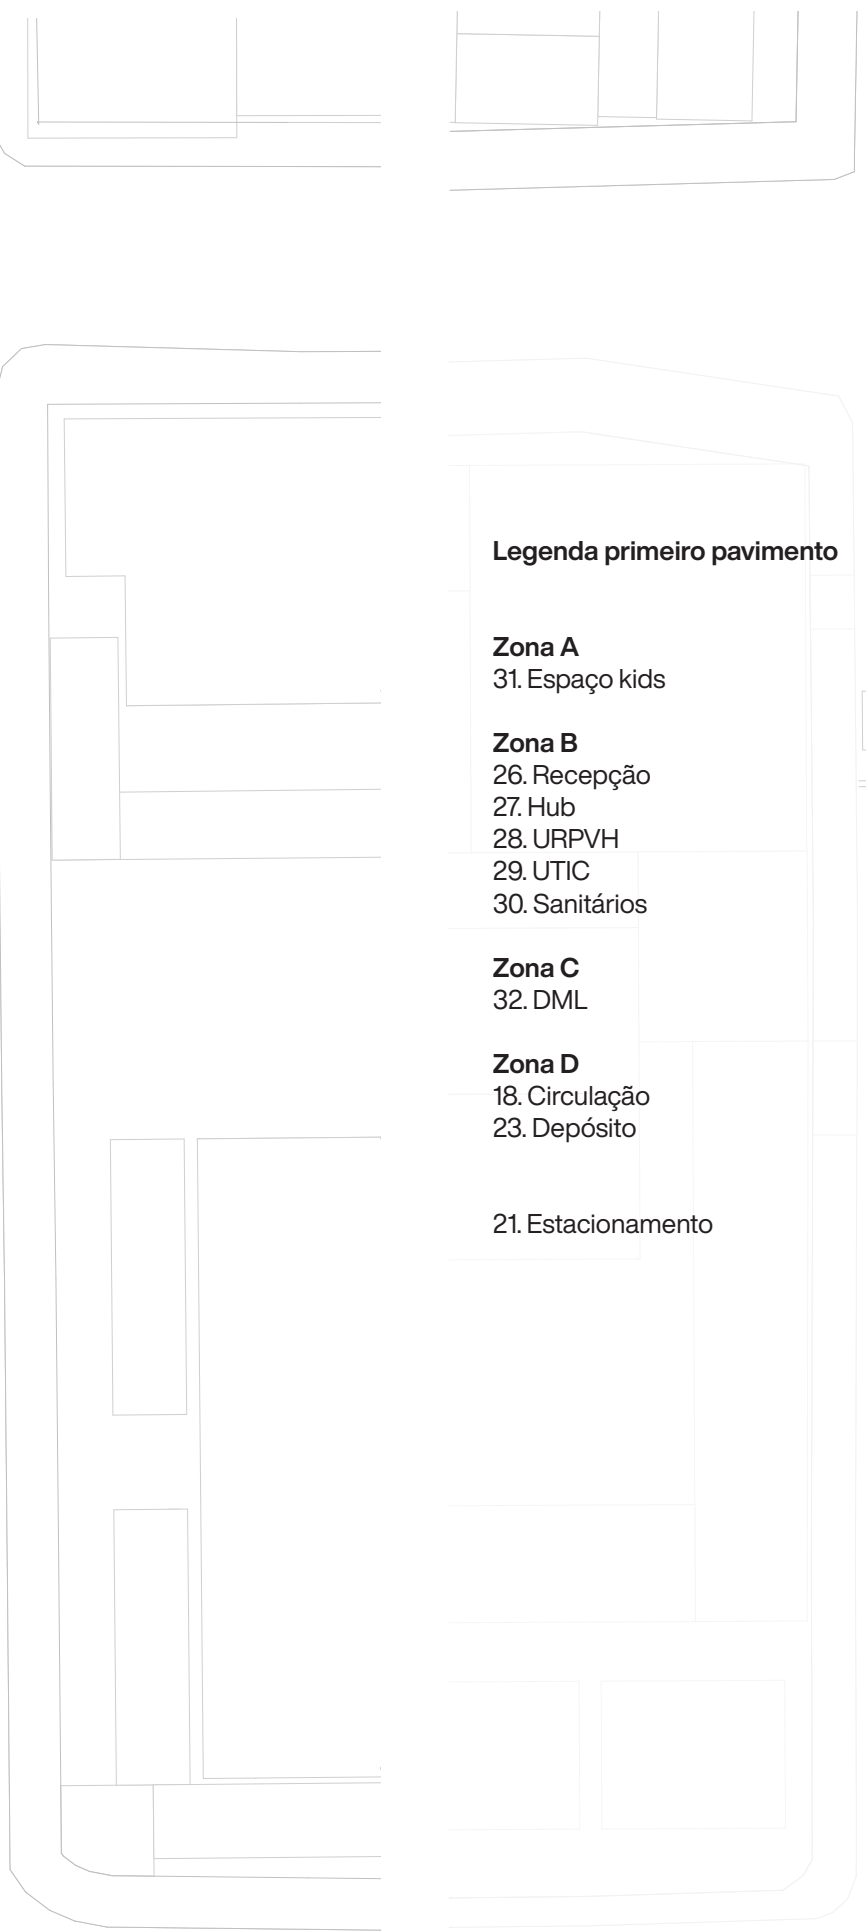 Legenda primeiro pavimento
Zona A
31. Espaço kids
Zona B
26. Recepção
27. Hub
28. URPVH
29. UTIC
30. Sanitários
Zona C
32. DML
Zona D
18. Circulação
23. Depósito
21. Estacionamento